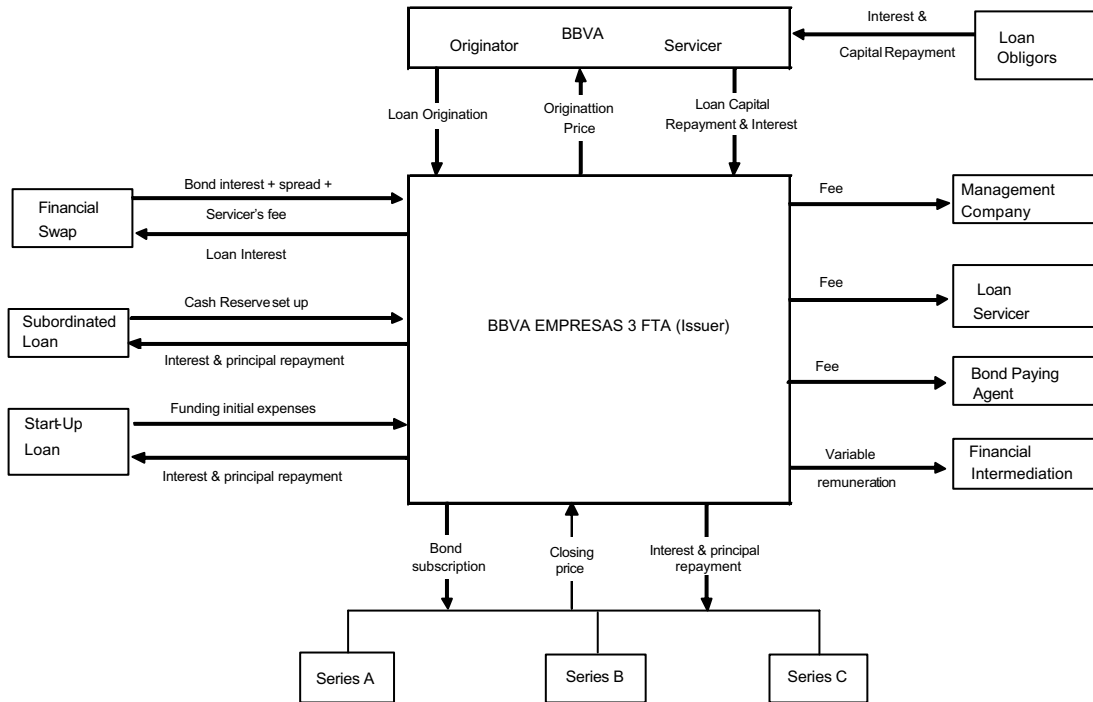 BBVA
Originator Servicer
Interest &
Capital Repayment
Loan
Obligors
Loan Origination
Originattion
Price
Loan Capital
Repayment & Interest
Financial
Swap
Bond interest + spread +
Servicer's fee
Loan Interest
Subordinated
Loan
Cash Reserve set up
Interest & principal repayment
Start-Up
Loan
Funding initial expenses
Interest & principal repayment
BBVA EMPRESAS 3 FTA (Issuer)
Fee
Management
Company
Fee
Loan
Servicer
Fee
Bond Paying
Agent
Variable
remuneration
Financial
Intermediation
Bond
subscription
Closing
price
Interest & principal
repayment
Series A
Series B
Series C